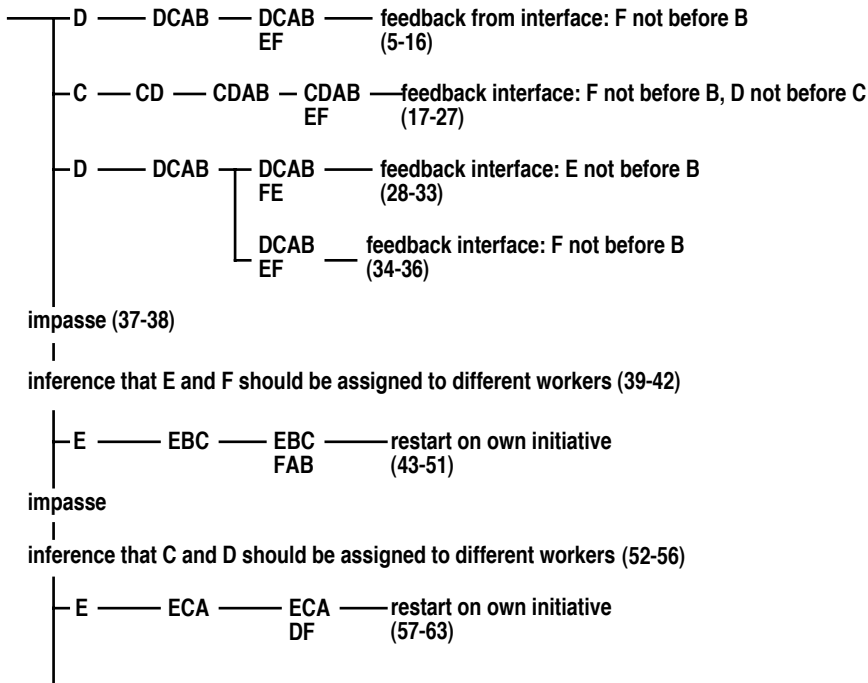 D DCAB DCAB feedback from interface: F not before B
EF (5-16)
C CD CDAB CDAB feedback interface: F not before B, D not before C
EF (17-27)
D DCAB DCAB feedback interface: E not before B
FE (28-33)
DCAB feedback interface: F not before B
EF (34-36)
impasse (37-38)
inference that E and F should be assigned to different workers (39-42)
E EBC EBC restart on own initiative
FAB (43-51)
impasse
inference that C and D should be assigned to different workers (52-56)
E ECA ECA restart on own initiative
DF (57-63)